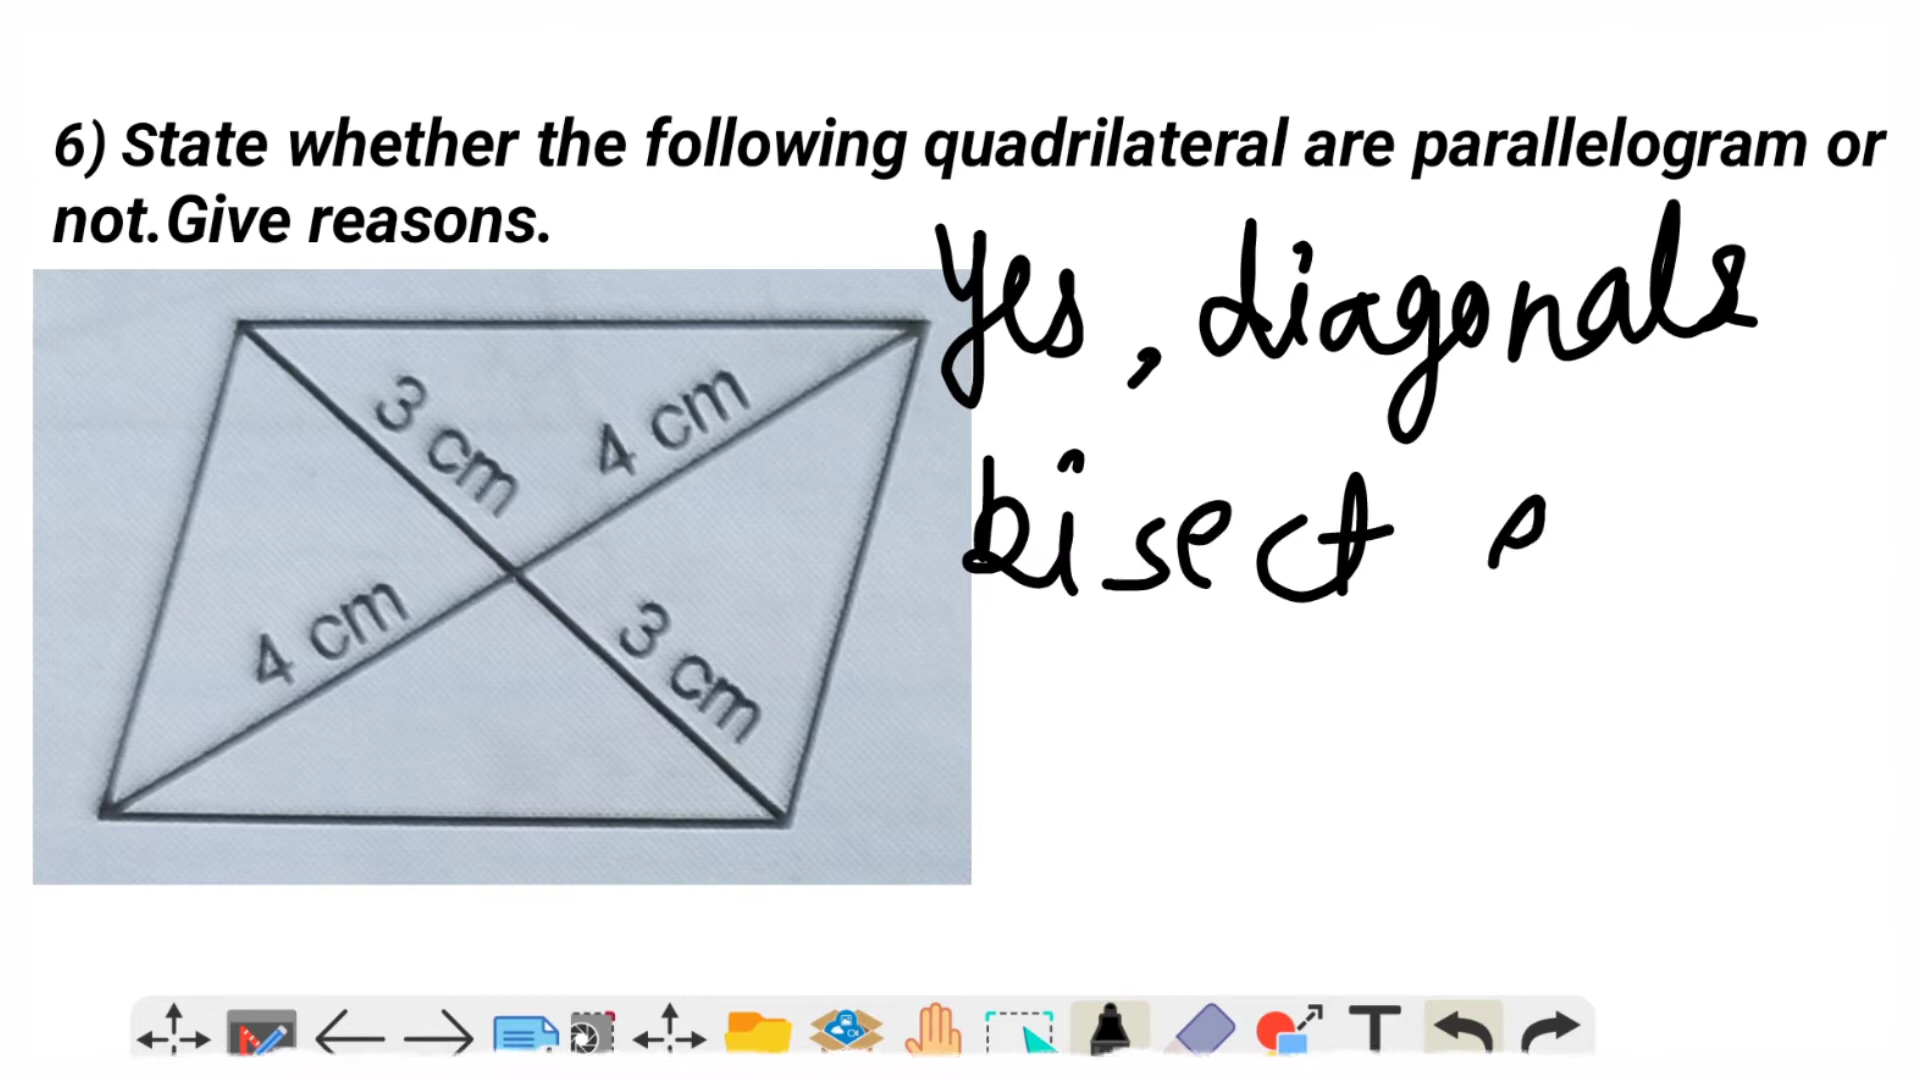 6) State whether the following quadrilateral are parallelogram or
not.Give reasons.
yes, diagonals
bisect e
3 cm
4 cm
4 cm
3 cm
T